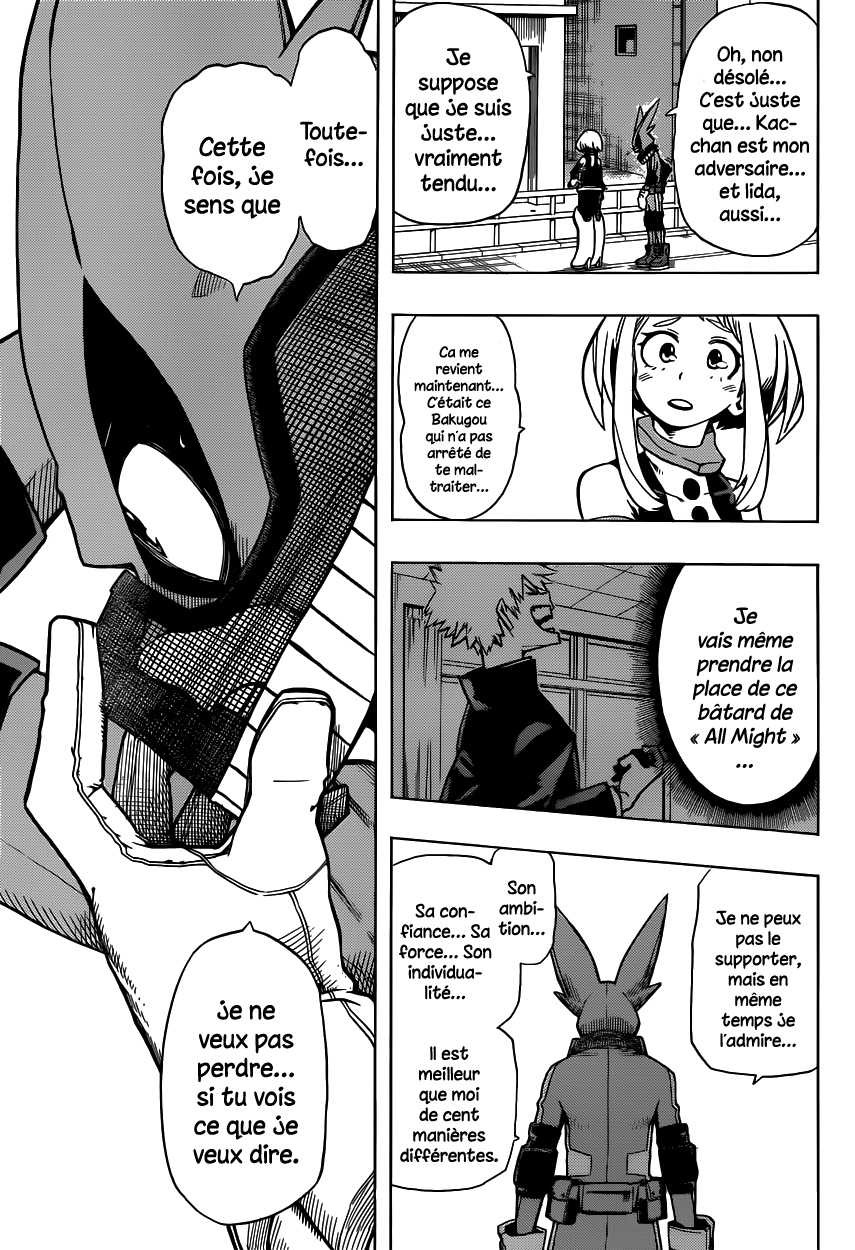 Oh, non
désolé...
C'est juste
que... Kac-
chan est mon
adversaire...
et Iida,
aussi...
Je
suppose
que je suis
juste...
vraiment
tendu...
Ca me
revient
maintenant...
C'était ce
Bakugou
qui n'a pas
arrêté de
te mal-
traiter...
Je
vais même
prendre la
place de ce
bâtard de
« All Might »
...
Je ne peux
pas le
supporter,
mais en
même
temps je
l'admire...
Son
ambi-
tion...
Sa con-
fiance... Sa
force... Son
individua-
lité...
Il est
meilleur
que moi
de cent
manières
différentes.
Toute-
fois...
Cette
fois, je
sens que
je ne
veux pas
perdre...
si tu vois
ce que je
veux dire.